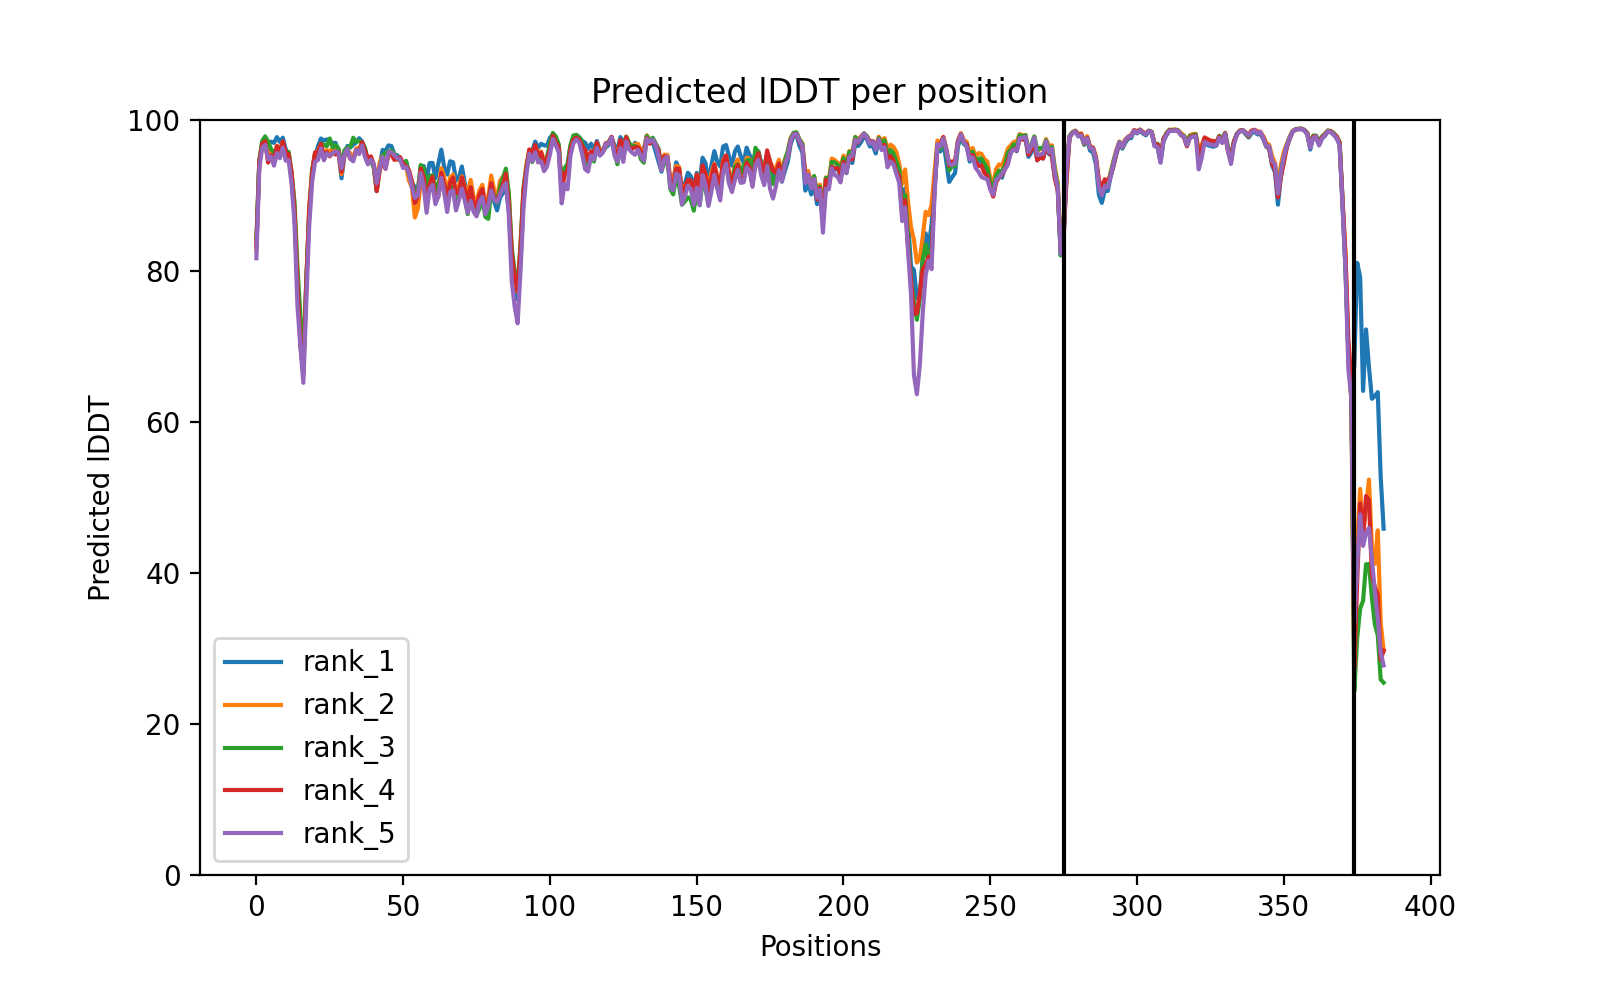 Predicted lDDT per position
100
80
60
40
20
0
Predicted lDDT
rank_1
rank_2
rank_3
rank_4
rank_5
0 50 100 150 200 250 300 350 400
Positions